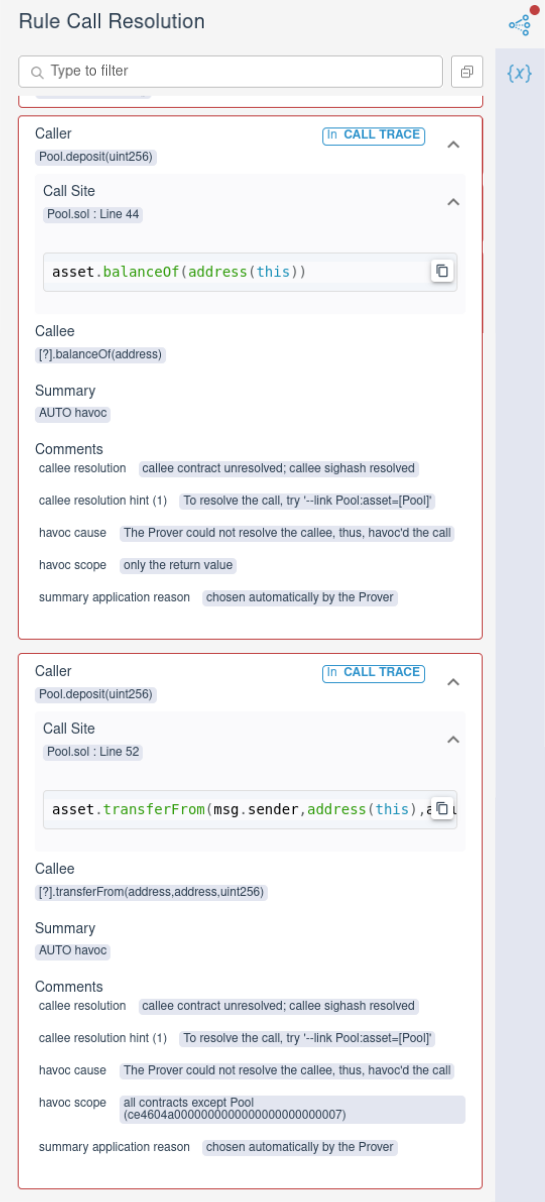 Rule Call Resolution
Type to filter
{x}
Caller
In CALL TRACE
Pool.deposit(uint256)
Call Site
Pool.sol : Line 44
asset.balanceOf(address(this))
Callee
[?].balanceOf(address)
Summary
AUTO havoc
Comments
callee resolution callee contract unresolved; callee sighash resolved
callee resolution hint (1) To resolve the call, try '--link Pool:asset=[Pool]'
havoc cause The Prover could not resolve the callee, thus, havoc'd the call
havoc scope only the return value
summary application reason chosen automatically by the Prover
Caller
In CALL TRACE
Pool.deposit(uint256)
Call Site
Pool.sol : Line 52
asset.transferFrom(msg.sender,address(this),
Callee
[?].transferFrom(address,address,uint256)
Summary
AUTO havoc
Comments
callee resolution callee contract unresolved; callee sighash resolved
callee resolution hint (1) To resolve the call, try '--link Pool:asset=[Pool]'
havoc cause The Prover could not resolve the callee, thus, havoc'd the call
havoc scope all contracts except Pool
(ce4604a0000000000000000000000007)
summary application reason chosen automatically by the Prover